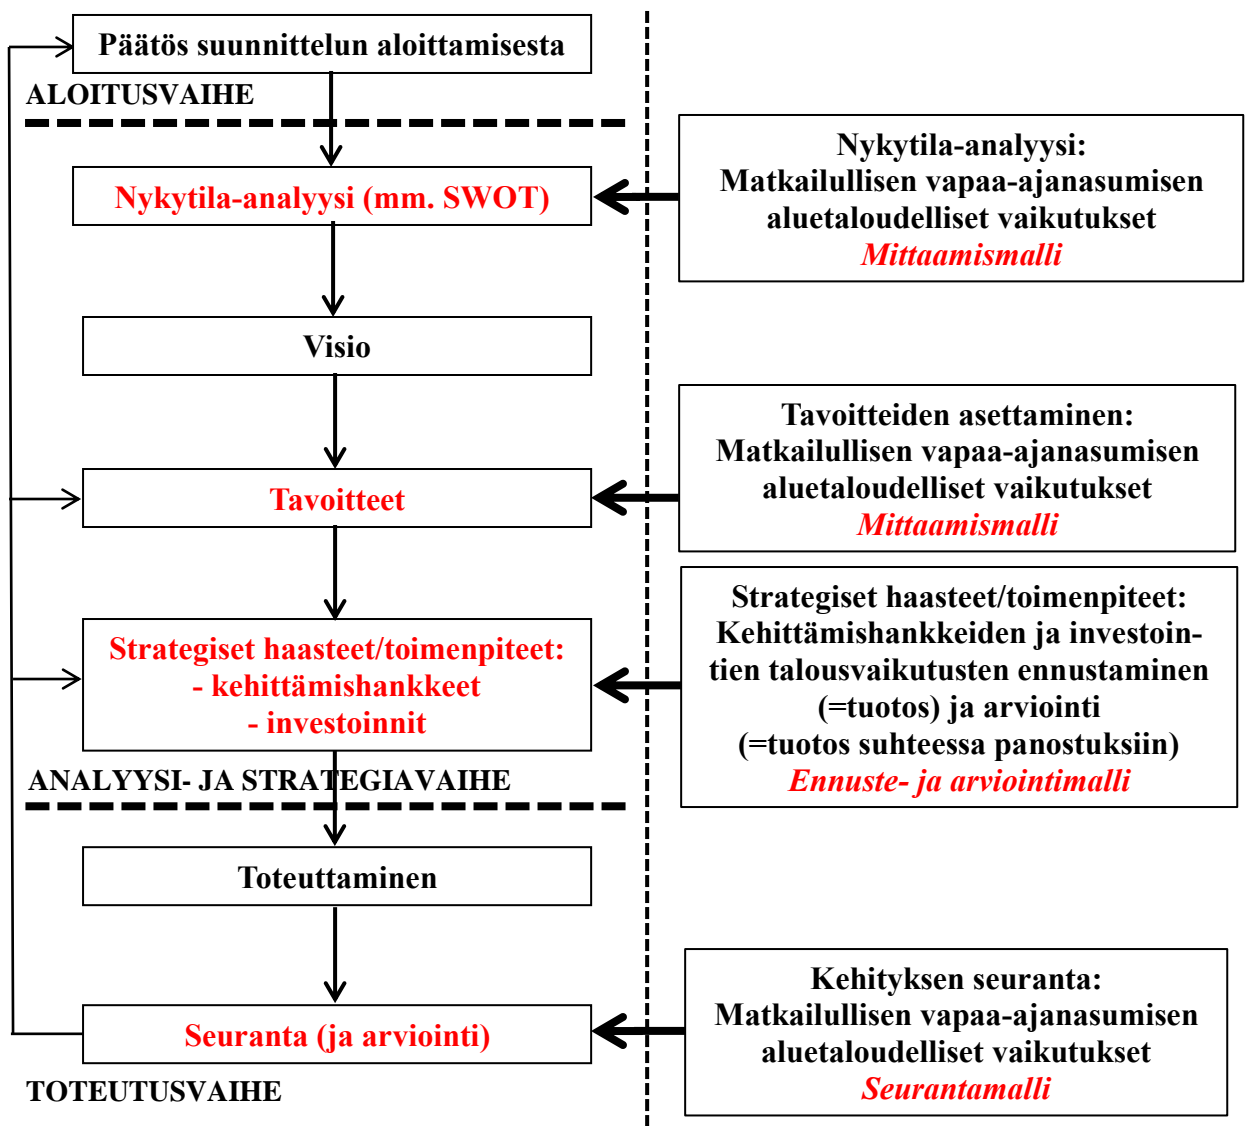 Päätös suunnittelun aloittamisesta
ALOITUSVAIHE
Nykytila-analyysi (mm. SWOT)
Visio
Tavoitteet
Strategiset haasteet/toimenpiteet:
- kehittämishankkeet
- investoinnit
ANALYYSI- JA STRATEGIAVAIHE
Toteuttaminen
Seuranta (ja arviointi)
TOTEUTUSVAIHE
Nykytila-analyysi:
Matkailullisen vapaa-ajanasumisen
aluetaloudelliset vaikutukset
Mittaamismalli
Tavoitteiden asettaminen:
Matkailullisen vapaa-ajanasumisen
aluetaloudelliset vaikutukset
Mittaamismalli
Strategiset haasteet/toimenpiteet:
Kehittämishankkeiden ja investoin-
tien talousvaikutusten ennustaminen
(=tuotos) ja arviointi
(=tuotos suhteessa panostuksiin)
Ennuste- ja arviointimalli
Kehityksen seuranta:
Matkailullisen vapaa-ajanasumisen
aluetaloudelliset vaikutukset
Seurantamalli